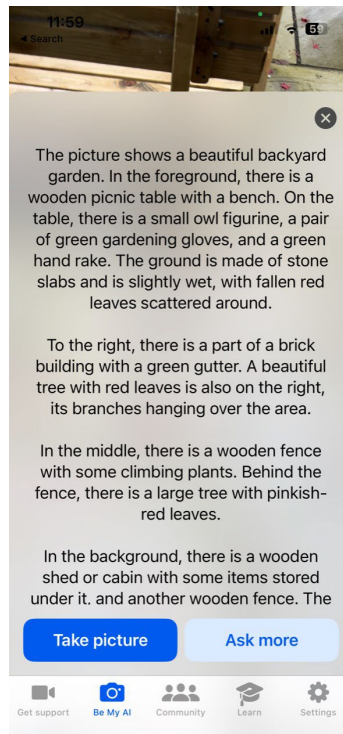 11:59
◀ Search
59
The picture shows a beautiful backyard
garden. In the foreground, there is a
wooden picnic table with a bench. On the
table, there is a small owl figurine, a pair
of green gardening gloves, and a green
hand rake. The ground is made of stone
slabs and is slightly wet, with fallen red
leaves scattered around.
To the right, there is a part of a brick
building with a green gutter. A beautiful
tree with red leaves is also on the right,
its branches hanging over the area.
In the middle, there is a wooden fence
with some climbing plants. Behind the
fence, there is a large tree with pinkish-
red leaves.
In the background, there is a wooden
shed or cabin with some items stored
under it. and another wooden fence. The
Take picture
Ask more
Get support
Be My AI
Community
Learn
Settings